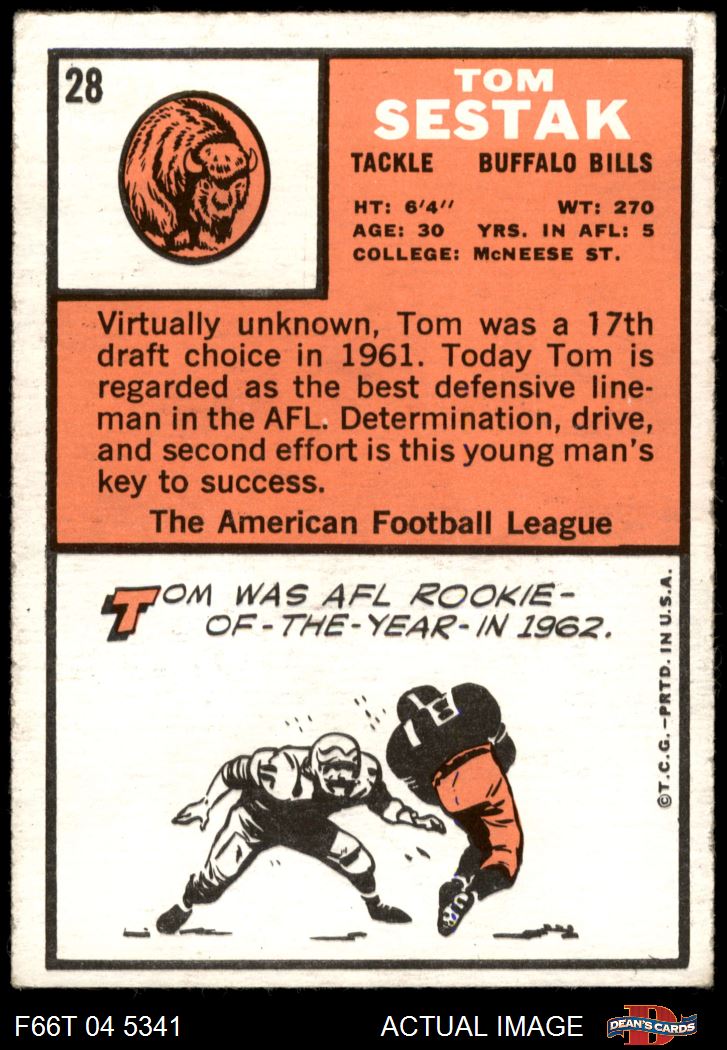 28
TOM
SESTAK
TACKLE BUFFALO BILLS
HT: 6'4" WT: 270
AGE: 30 YRS. IN AFL: 5
COLLEGE: McNEESE ST.
Virtually unknown, Tom was a 17th
draft choice in 1961. Today Tom is
regarded as the best defensive line-
man in the AFL. Determination, drive,
and second effort is this young man's
key to success.
The American Football League
TOM WAS AFL ROOKIE-
OF-THE-YEAR-IN 1962.
©T.C.G.-PRTD. IN U.S.A.
F66T 04 5341
ACTUAL IMAGE
D
DEAN'S CARDS